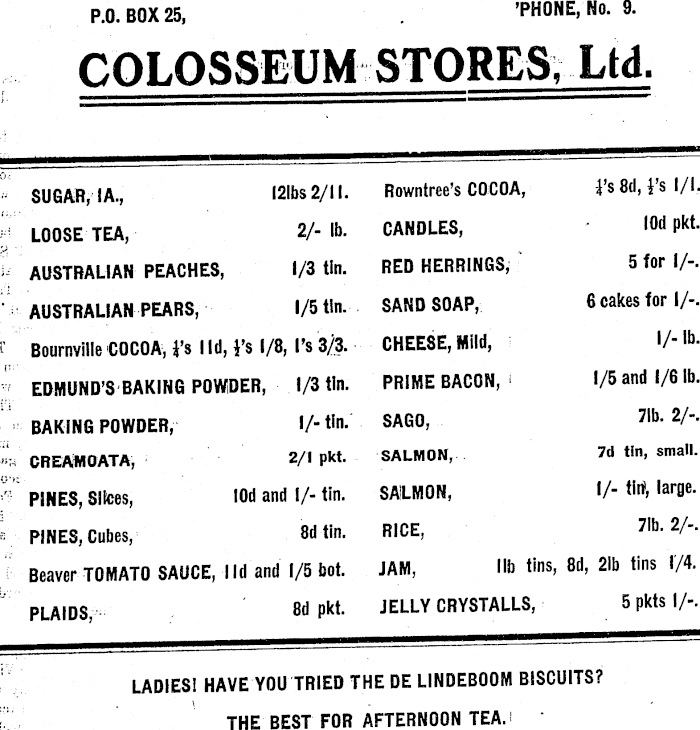 P.O. BOX 25,
'PHONE, No. 9.
COLOSSEUM STORES, Ltd.
SUGAR, 1A., 12lbs 2/11.
LOOSE TEA, 2/- lb.
AUSTRALIAN PEACHES, 1/3 tin.
AUSTRALIAN PEARS, 1/5 tin.
Bournville COCOA, ¼'s 11d, ½'s 1/8, 1's 3/3.
EDMUND'S BAKING POWDER, 1/3 tin.
BAKING POWDER, 1/- tin.
CREAMOATA, 2/1 pkt.
PINES, Slices, 10d and 1/- tin.
PINES, Cubes, 8d tin.
Beaver TOMATO SAUCE, 11d and 1/5 bot.
PLAIDS, 8d pkt.
Rowntree's COCOA, ¼'s 8d, ½'s 1/1.
CANDLES, 10d pkt.
RED HERRINGS, 5 for 1/-.
SAND SOAP, 6 cakes for 1/-.
CHEESE, Mild, 1/- lb.
PRIME BACON, 1/5 and 1/6 lb.
SAGO, 7lb. 2/-.
SALMON, 7d tin, small.
SALMON, 1/- tin, large.
RICE, 7lb. 2/-.
JAM, 1lb tins, 8d, 2lb tins 1/4.
JELLY CRYSTALLS, 5 pkts 1/-.
LADIES! HAVE YOU TRIED THE DE LINDEBOOM BISCUITS?
THE BEST FOR AFTERNOON TEA.